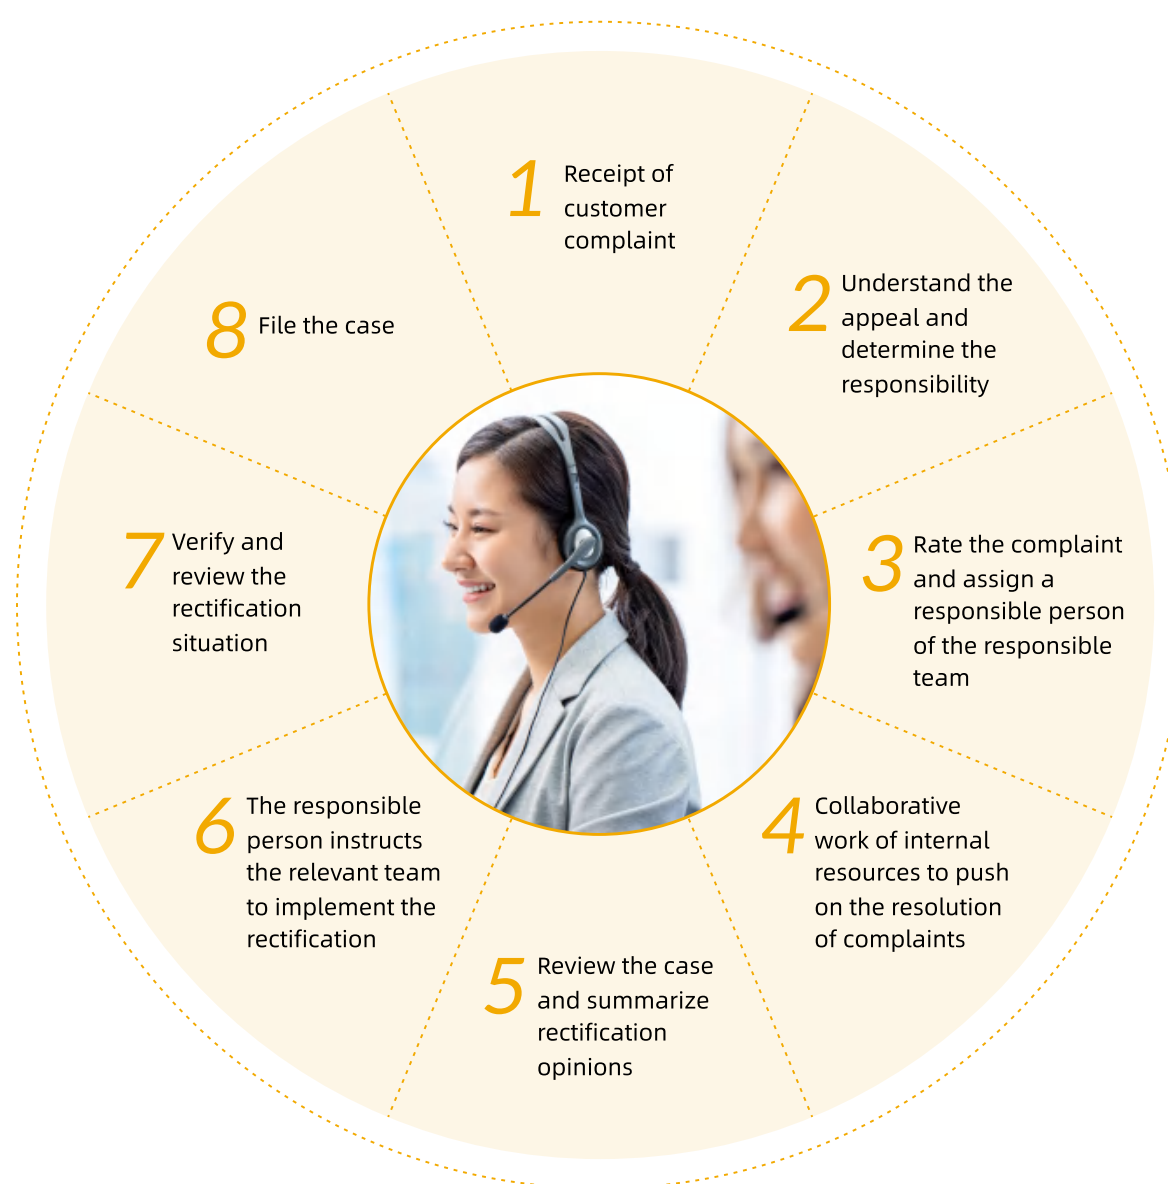 1 Receipt of
customer
complaint
2 Understand the
appeal and
determine the
responsibility
3 Rate the complaint
and assign a
responsible person
of the responsible
team
4 Collaborative
work of internal
resources to push
on the resolution
of complaints
5 Review the case
and summarize
rectification
opinions
6 The responsible
person instructs
the relevant team
to implement the
rectification
7 Verify and
review the
rectification
situation
8 File the case